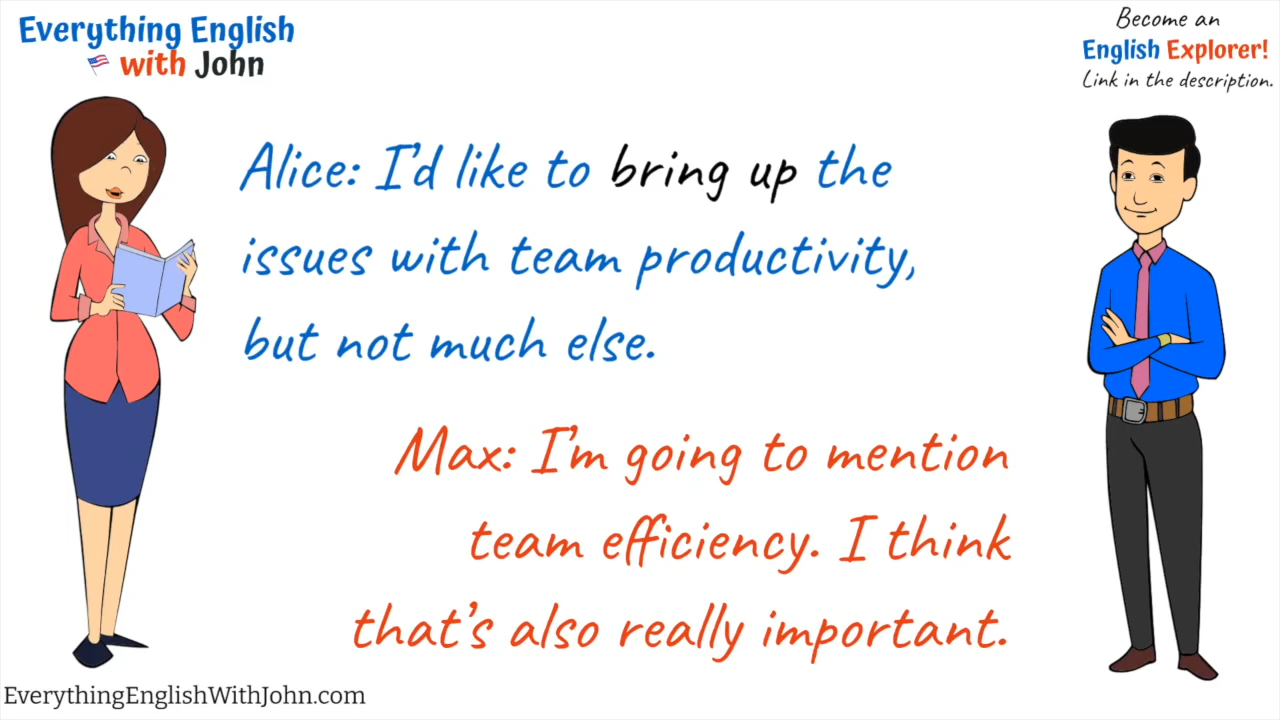 Everything English
with John
Become an
English Explorer!
Link in the description.
Alice: I'd like to bring up the
issues with team productivity,
but not much else.
Max: I'm going to mention
team efficiency. I think
that's also really important.
EverythingEnglishWithJohn.com